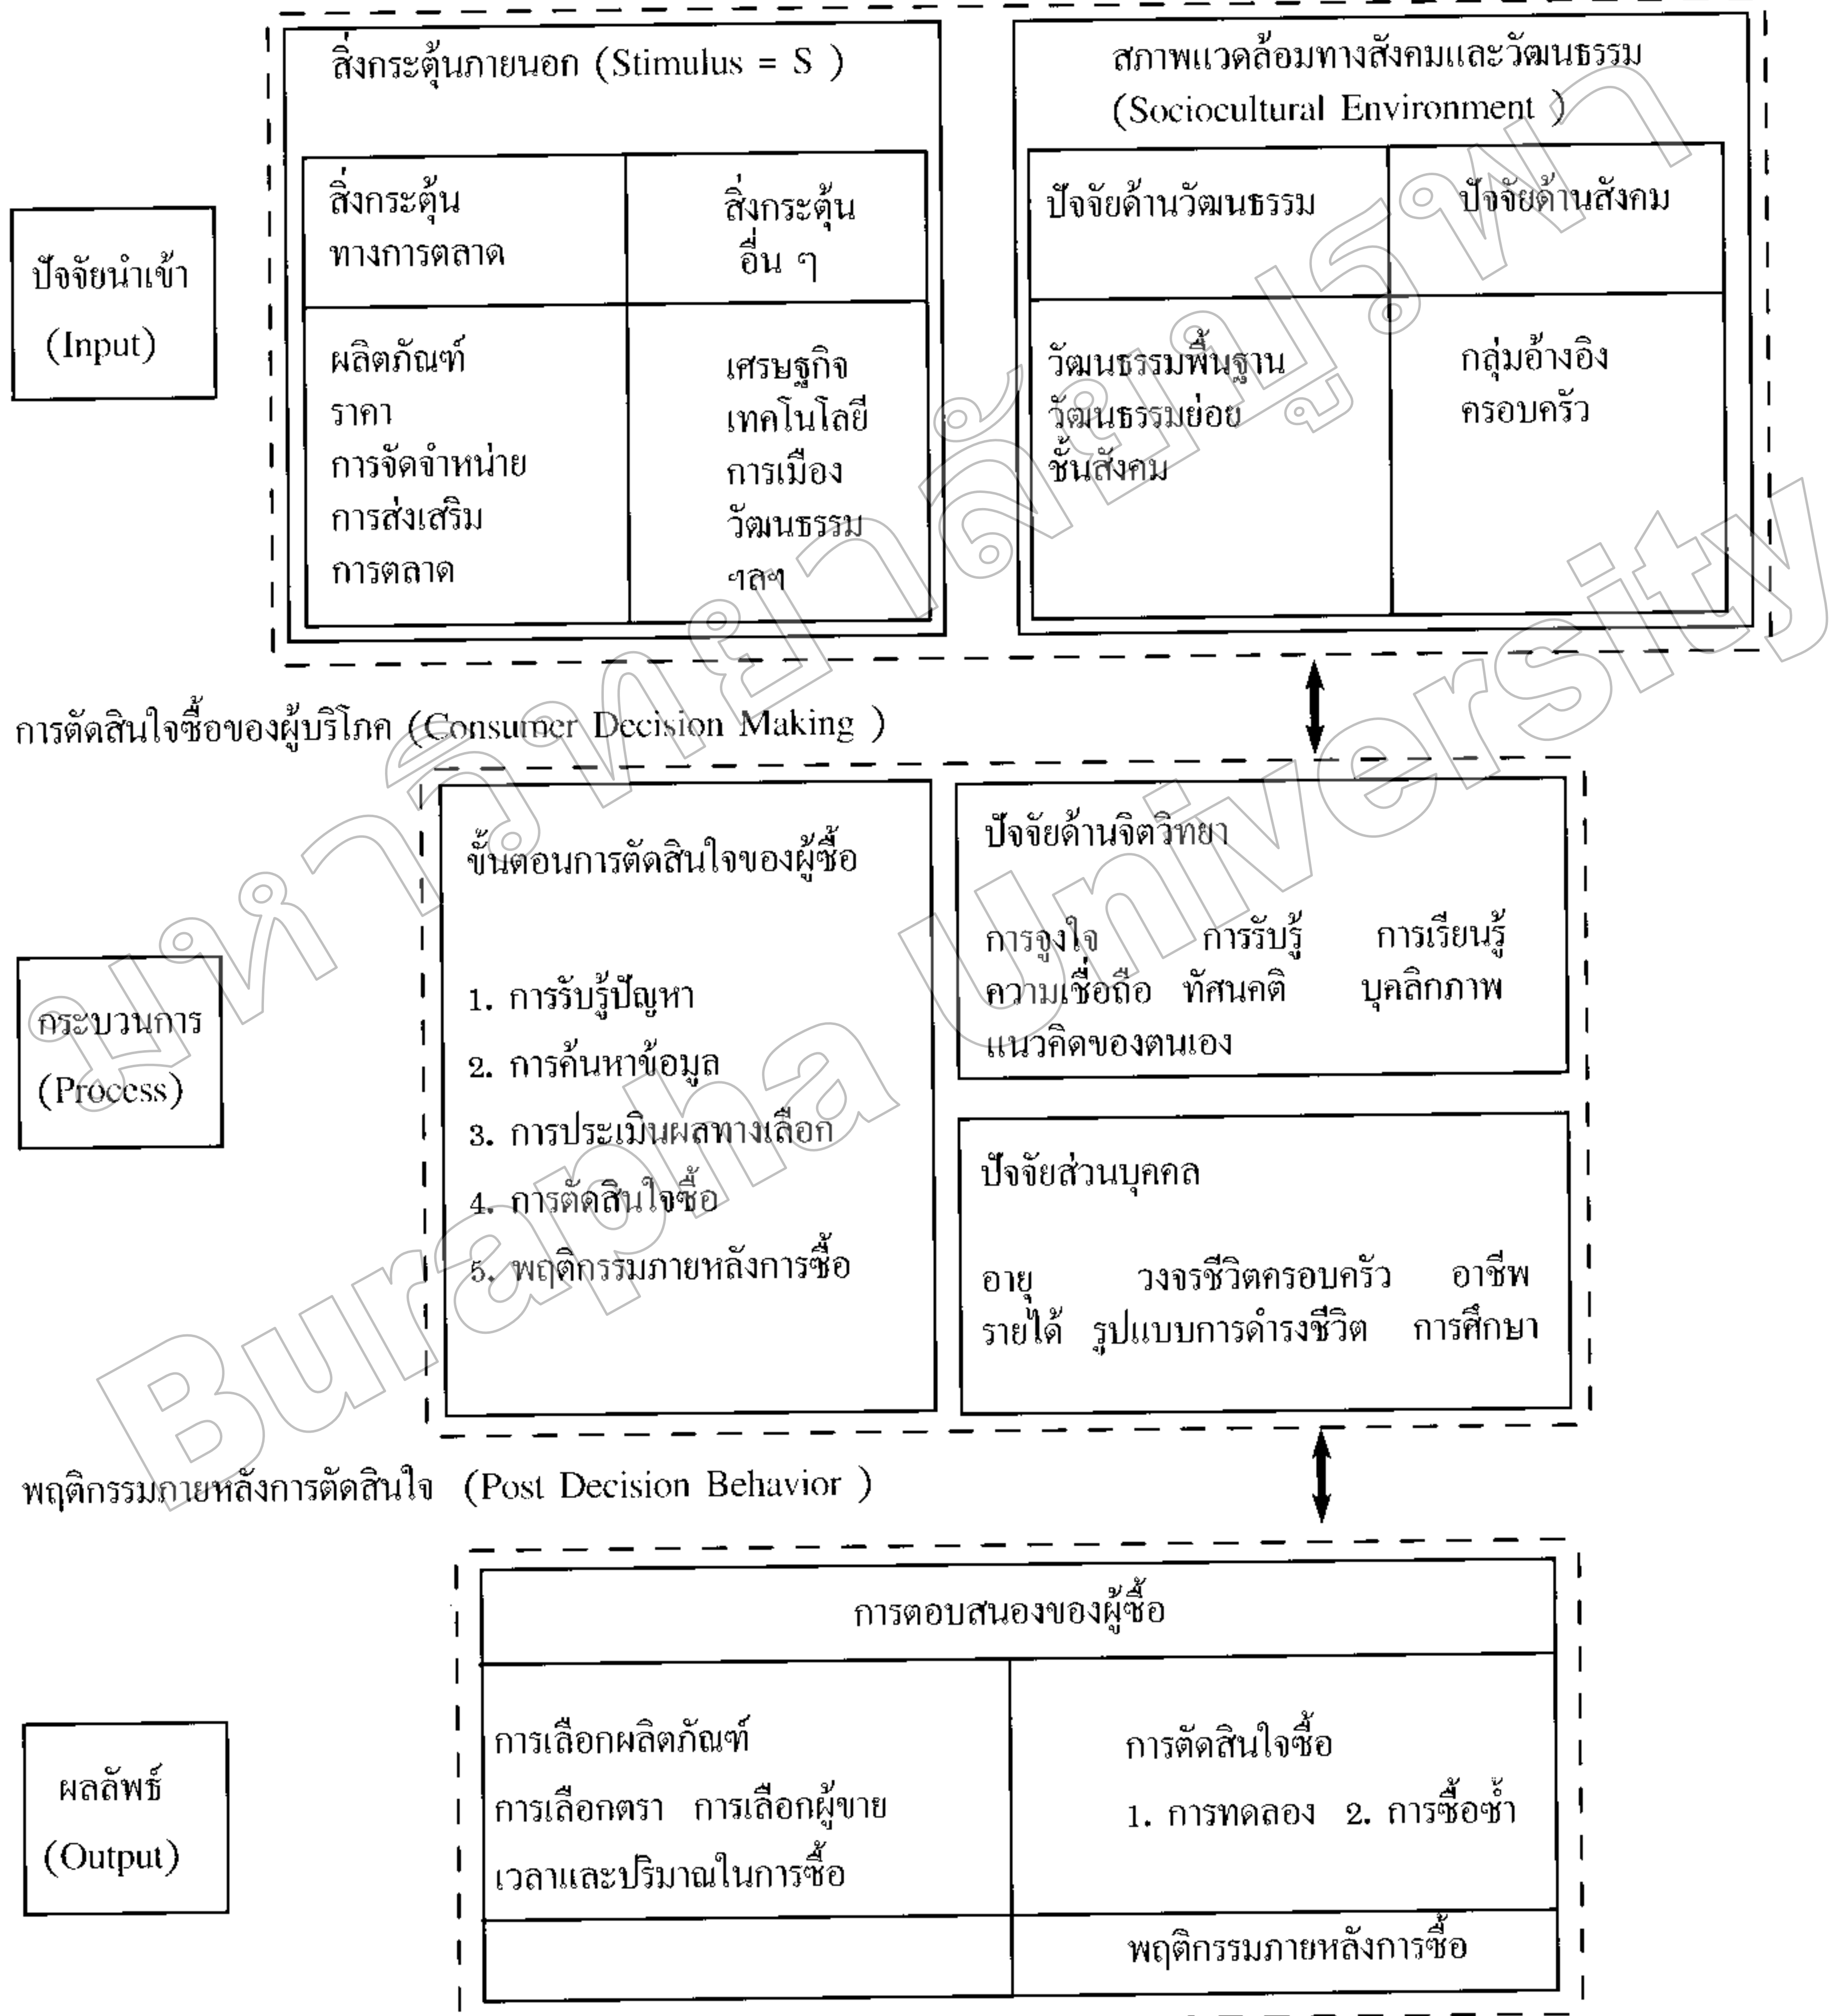 สิ่งกระตุ้นภายนอก (Stimulus = S )
สิ่งกระตุ้น
ทางการตลาด
สิ่งกระตุ้น
อื่น ๆ
ผลิตภัณฑ์
ราคา
การจัดจำหน่าย
การส่งเสริม
การตลาด
เศรษฐกิจ
เทคโนโลยี
การเมือง
วัฒนธรรม
ฯลฯ
สภาพแวดล้อมทางสังคมและวัฒนธรรม
(Sociocultural Environment )
ปัจจัยด้านวัฒนธรรม
ปัจจัยด้านสังคม
วัฒนธรรมพื้นฐาน
วัฒนธรรมย่อย
ชั้นสังคม
กลุ่มอ้างอิง
ครอบครัว
ปัจจัยนำเข้า
(Input)
การตัดสินใจซื้อของผู้บริโภค (Consumer Decision Making )
กระบวนการ
(Process)
ขั้นตอนการตัดสินใจของผู้ซื้อ
1. การรับรู้ปัญหา
2. การค้นหาข้อมูล
3. การประเมินผลทางเลือก
4. การตัดสินใจซื้อ
5. พฤติกรรมภายหลังการซื้อ
ปัจจัยด้านจิตวิทยา
การจูงใจ การรับรู้ การเรียนรู้
ความเชื่อถือ ทัศนคติ บุคลิกภาพ
แนวคิดของตนเอง
ปัจจัยส่วนบุคคล
อายุ วงจรชีวิตครอบครัว อาชีพ
รายได้ รูปแบบการดำรงชีวิต การศึกษา
พฤติกรรมภายหลังการตัดสินใจ (Post Decision Behavior )
ผลลัพธ์
(Output)
การตอบสนองของผู้ซื้อ
การเลือกผลิตภัณฑ์
การเลือกตรา การเลือกผู้ขาย
เวลาและปริมาณในการซื้อ
การตัดสินใจซื้อ
1. การทดลอง 2. การซื้อซ้ำ
พฤติกรรมภายหลังการซื้อ
มหาวิทยาลัยบูรพา
Burapha University